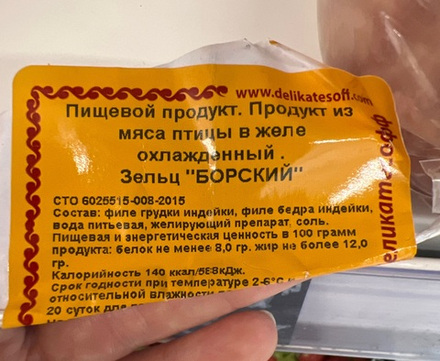 www.delikatesoff.com
Пищевой продукт. Продукт из
мяса птицы в желе
охлажденный .
Зельц "БОРСКИЙ"
СТО 6025515-008-2015
Состав: филе грудки индейки, филе бедра индейки,
вода питьевая, желирующий препарат, соль.
Пищевая и энергетическая ценность в 100 грамм
продукта: белок не менее 8,0 гр. жир не более 12,0
гр.
Калорийность 140 ккал/588кДж.
Срок годности при температуре 2-6°С
относительной влажности
20 суток для